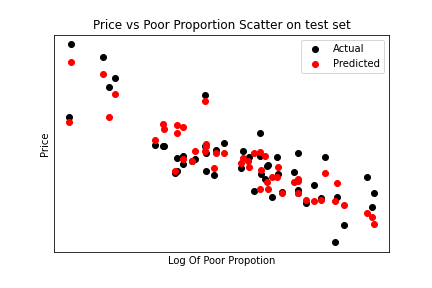 Price vs Poor Proportion Scatter on test set
Actual
Predicted
Price
Log Of Poor Propotion